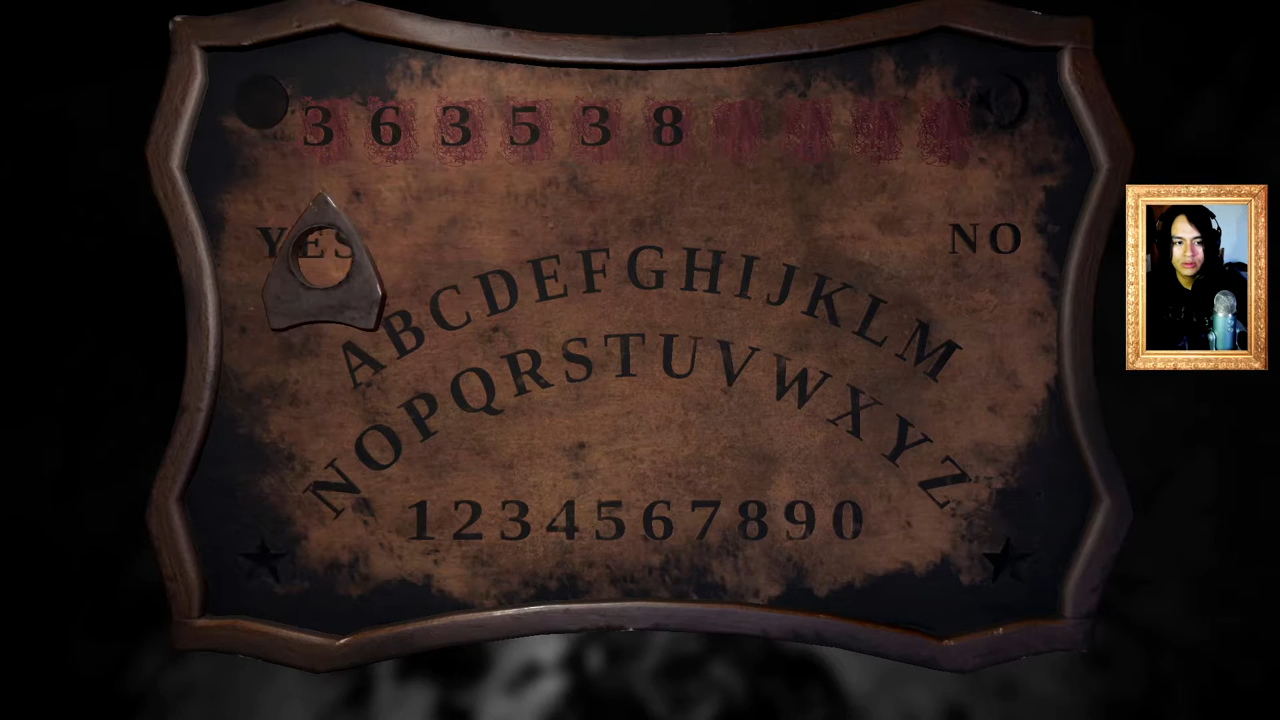 3 6 3 5 3 8
YES NO
ABCDEFGHIJKLM
NOPQRSTUVWXYZ
1234567890